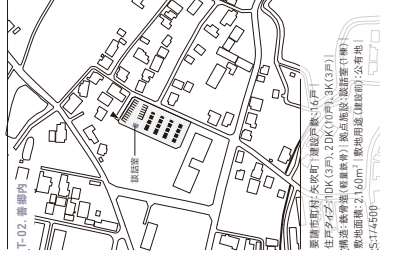 T-02. 善郷内
談話室
要請市町村：矢吹町｜建設戸数：16戸｜
住戸タイプ：1DK（3戸）、2DK（10戸）、3K（3戸）｜
構造：鉄骨造（軽量鉄骨）｜拠点施設：談話室（1棟）｜
敷地面積：2,160m²｜敷地用途（建設前）：公有地｜
S:1/4500